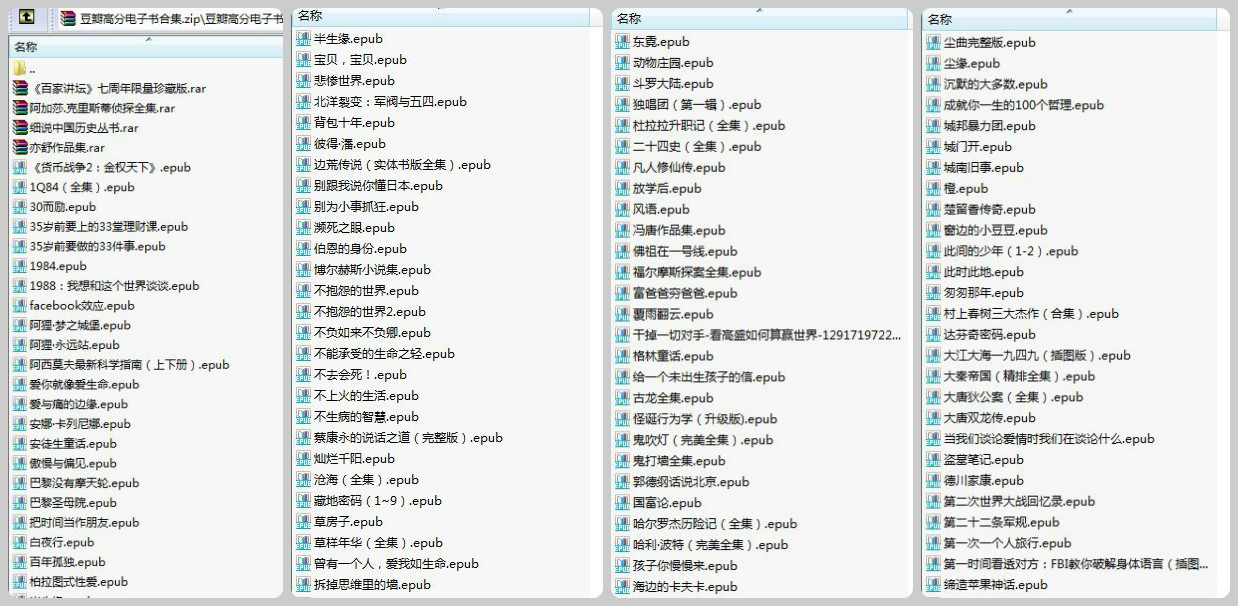 豆瓣高分电子书合集.zip\豆瓣高分电子书
名称
..
《百家讲坛》七周年限量珍藏版.rar
阿加莎.克里斯蒂侦探全集.rar
细说中国历史丛书.rar
亦舒作品集.rar
《货币战争2：金权天下》.epub
1Q84（全集）.epub
30而励.epub
35岁前要上的33堂理财课.epub
35岁前要做的33件事.epub
1984.epub
1988：我想和这个世界谈谈.epub
facebook效应.epub
阿狸·梦之城堡.epub
阿狸·永远站.epub
阿西莫夫最新科学指南（上下册）.epub
爱你就像爱生命.epub
爱与痛的边缘.epub
安娜·卡列尼娜.epub
安徒生童话.epub
傲慢与偏见.epub
巴黎没有摩天轮.epub
巴黎圣母院.epub
把时间当作朋友.epub
白夜行.epub
百年孤独.epub
柏拉图式性爱.epub
名称
半生缘.epub
宝贝，宝贝.epub
悲惨世界.epub
北洋裂变：军阀与五四.epub
背包十年.epub
彼得·潘.epub
边荒传说（实体书版全集）.epub
别跟我说你懂日本.epub
别为小事抓狂.epub
濒死之眼.epub
伯恩的身份.epub
博尔赫斯小说集.epub
不抱怨的世界.epub
不抱怨的世界2.epub
不负如来不负卿.epub
不能承受的生命之轻.epub
不去会死！.epub
不上火的生活.epub
不生病的智慧.epub
蔡康永的说话之道（完整版）.epub
灿烂千阳.epub
沧海（全集）.epub
藏地密码（1~9）.epub
草房子.epub
草样年华（全集）.epub
曾有一个人，爱我如生命.epub
拆掉思维里的墙.epub
名称
东霓.epub
动物庄园.epub
斗罗大陆.epub
独唱团（第一辑）.epub
杜拉拉升职记（全集）.epub
二十四史（全集）.epub
凡人修仙传.epub
放学后.epub
风语.epub
冯唐作品集.epub
佛祖在一号线.epub
福尔摩斯探案全集.epub
富爸爸穷爸爸.epub
覆雨翻云.epub
干掉一切对手-看高盛如何算赢世界-1291719722...
格林童话.epub
给一个未出生孩子的信.epub
古龙全集.epub
怪诞行为学（升级版）.epub
鬼吹灯（完美全集）.epub
鬼打墙全集.epub
郭德纲话说北京.epub
国富论.epub
哈尔罗杰历险记（全集）.epub
哈利·波特（完美全集）.epub
孩子你慢慢来.epub
海边的卡夫卡.epub
名称
尘曲完整版.epub
尘缘.epub
沉默的大多数.epub
成就你一生的100个哲理.epub
城邦暴力团.epub
城门开.epub
城南旧事.epub
橙.epub
楚留香传奇.epub
窗边的小豆豆.epub
此间的少年（1-2）.epub
此时此地.epub
匆匆那年.epub
村上春树三大杰作（合集）.epub
达芬奇密码.epub
大江大海一九四九（插图版）.epub
大秦帝国（精排全集）.epub
大唐狄公案（全集）.epub
大唐双龙传.epub
当我们谈论爱情时我们在谈论什么.epub
盗墓笔记.epub
德川家康.epub
第二次世界大战回忆录.epub
第二十二条军规.epub
第一次一个人旅行.epub
第一时间看透对方：FBI教你破解身体语言（插图...
缔造苹果神话.epub